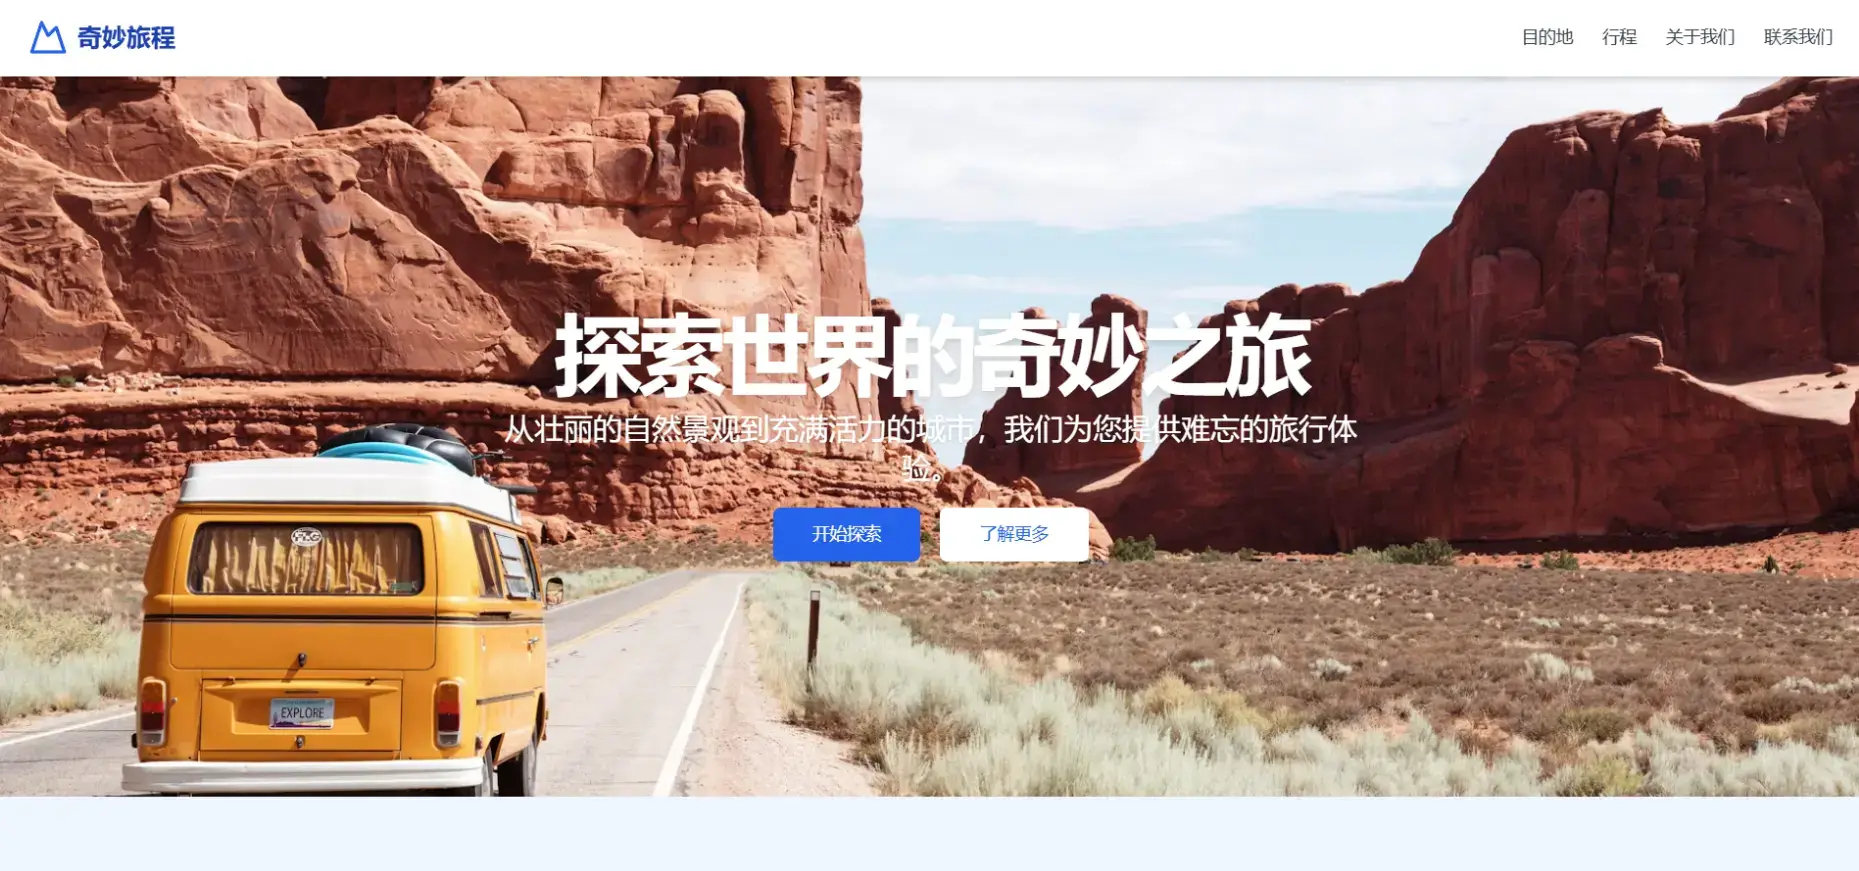 奇妙旅程
目的地 行程 关于我们 联系我们
探索世界的奇妙之旅
从壮丽的自然景观到充满活力的城市，我们为您提供难忘的旅行体
验。
开始探索 了解更多
EXPLORE